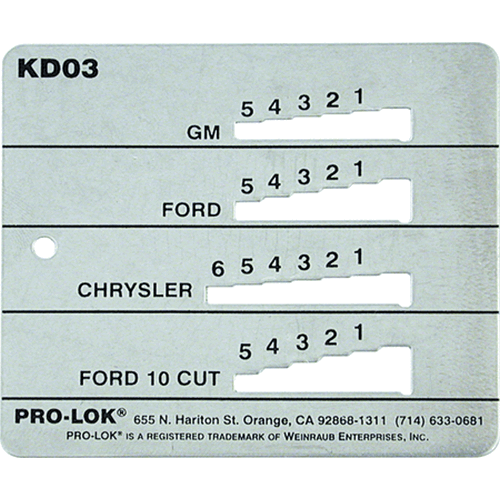 KD03
5 4 3 2 1
GM
5 4 3 2 1
FORD
6 5 4 3 2 1
CHRYSLER
5 4 3 2 1
FORD 10 CUT
PRO-LOK® 655 N. Hariton St. Orange, CA 92868-1311 (714) 633-0681
PRO-LOK® IS A REGISTERED TRADEMARK OF WEINRAUB ENTERPRISES, INC.